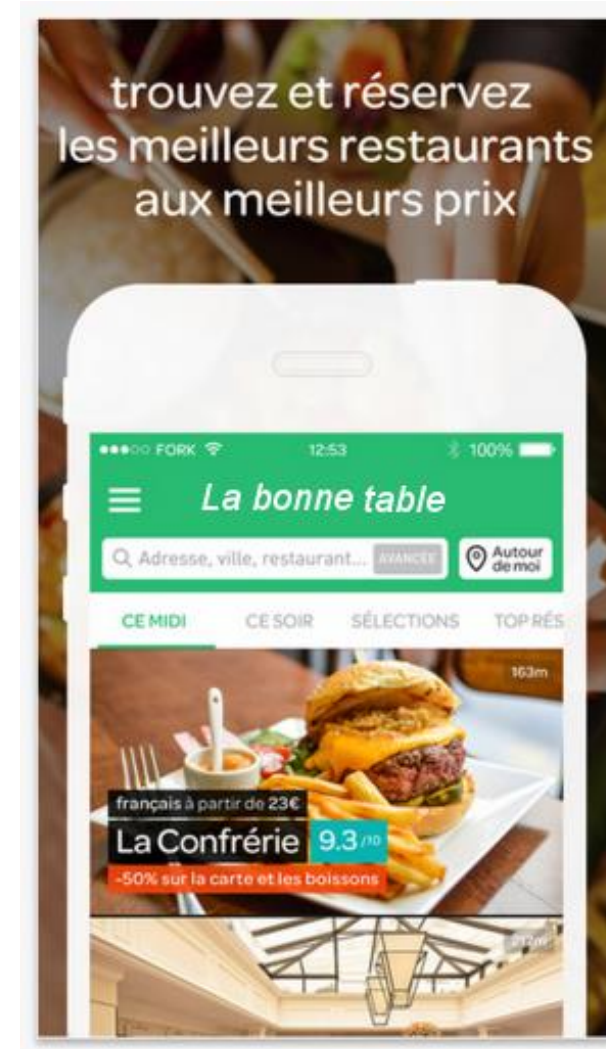 trouvez et réservez
les meilleurs restaurants
aux meilleurs prix
FORK 12:53 100%
La bonne table
Adresse, ville, restaurant... AVANCÉE Autour
de moi
CE MIDI CE SOIR SÉLECTIONS TOP RÉS
163m
français à partir de 23€
La Confrérie 9.3 /10
-50% sur la carte et les boissons
212m